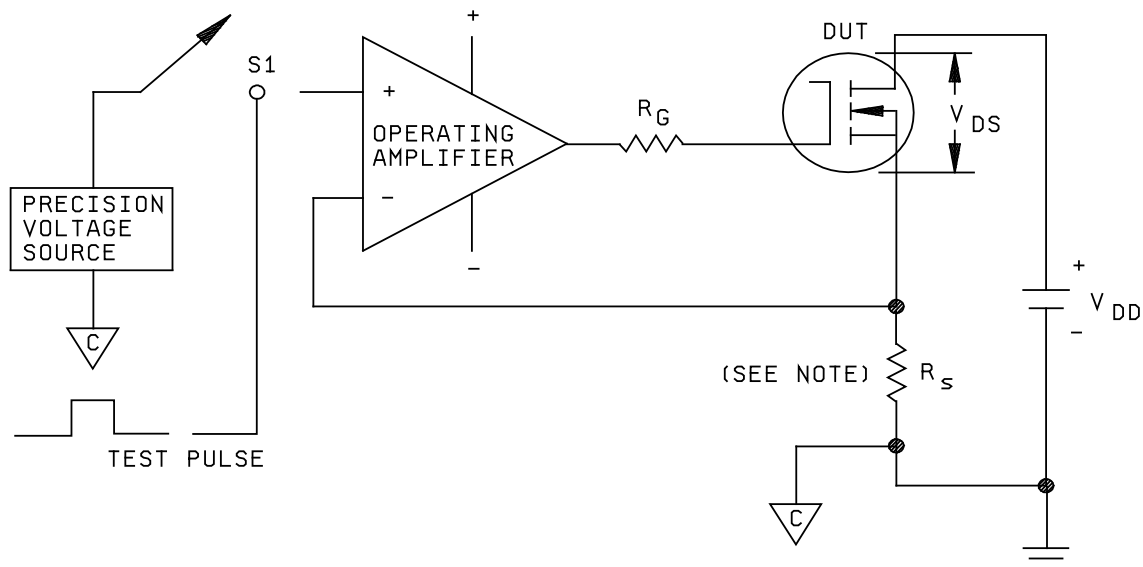 DUT
+
S1
+
R G
V DS
OPERATING
AMPLIFIER
-
PRECISION
VOLTAGE
SOURCE
-
+
V DD
-
C
(SEE NOTE) R s
TEST PULSE
C